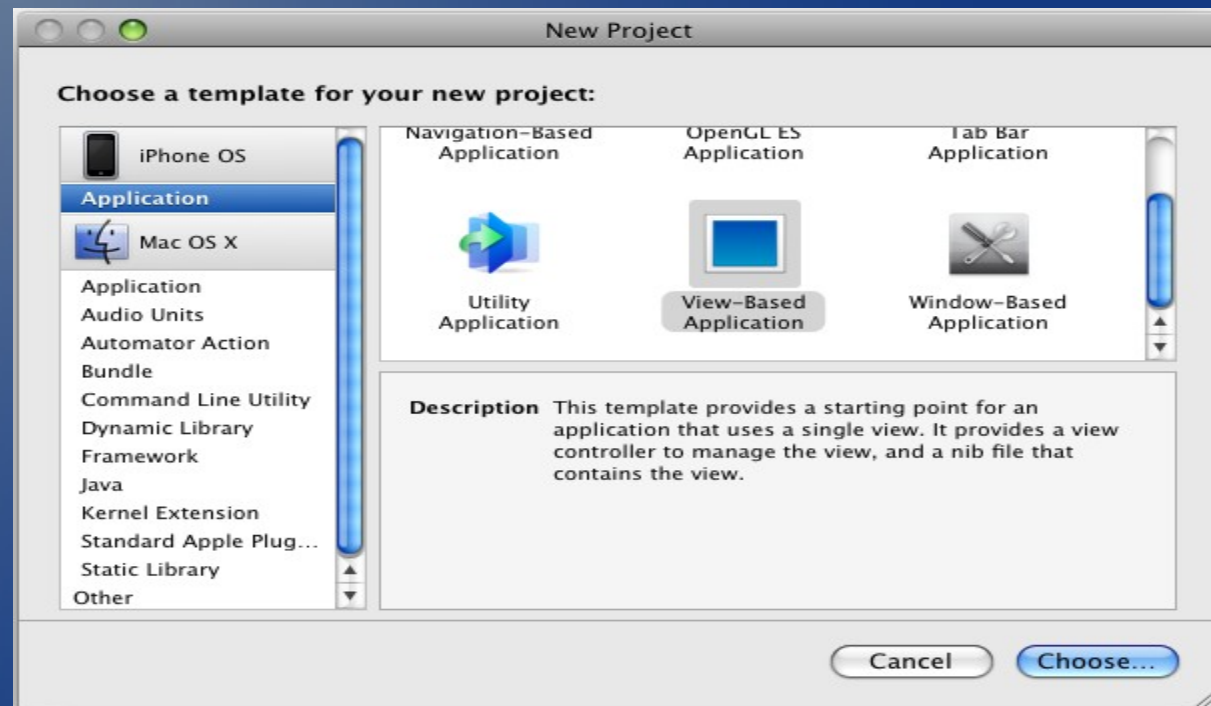 New Project
Choose a template for your new project:
iPhone OS
Application
Mac OS X
Application
Audio Units
Automator Action
Bundle
Command Line Utility
Dynamic Library
Framework
Java
Kernel Extension
Standard Apple Plug...
Static Library
Other
Navigation-Based
Application
OpenGL ES
Application
Tab Bar
Application
Utility
Application
View-Based
Application
Window-Based
Application
Description This template provides a starting point for an
application that uses a single view. It provides a view
controller to manage the view, and a nib file that
contains the view.
Cancel
Choose...